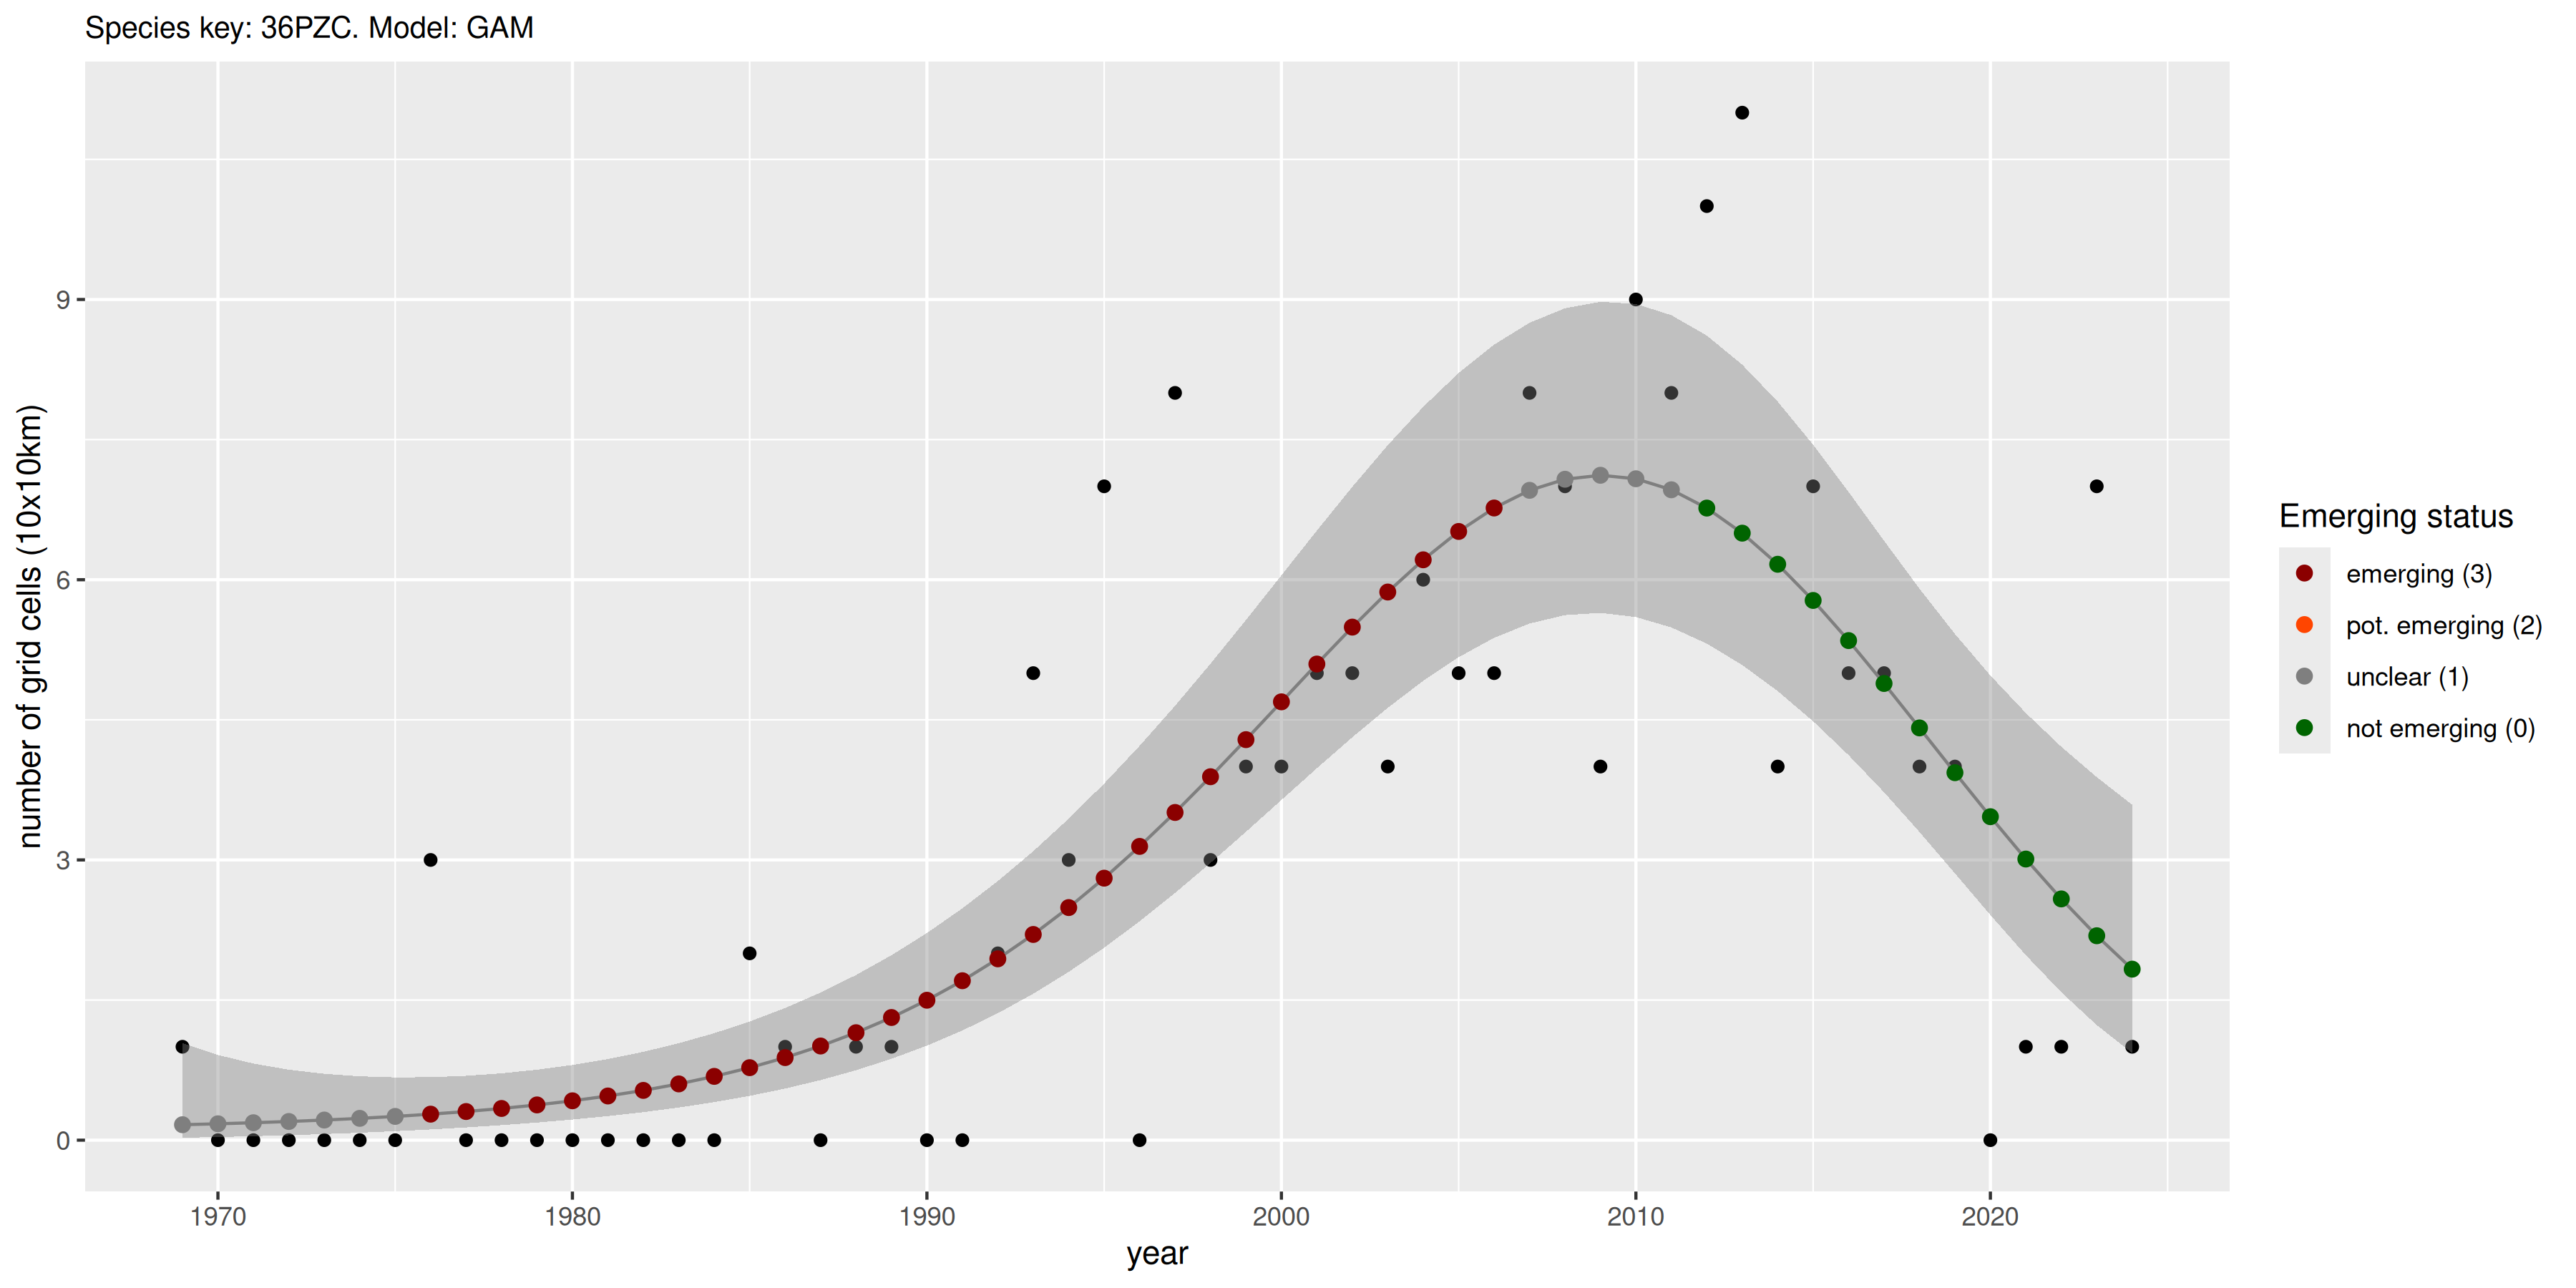 Species key: 36PZC. Model: GAM
number of grid cells (10x10km)
9
6
3
0
1970 1980 1990 2000 2010 2020
year
Emerging status
emerging (3)
pot. emerging (2)
unclear (1)
not emerging (0)